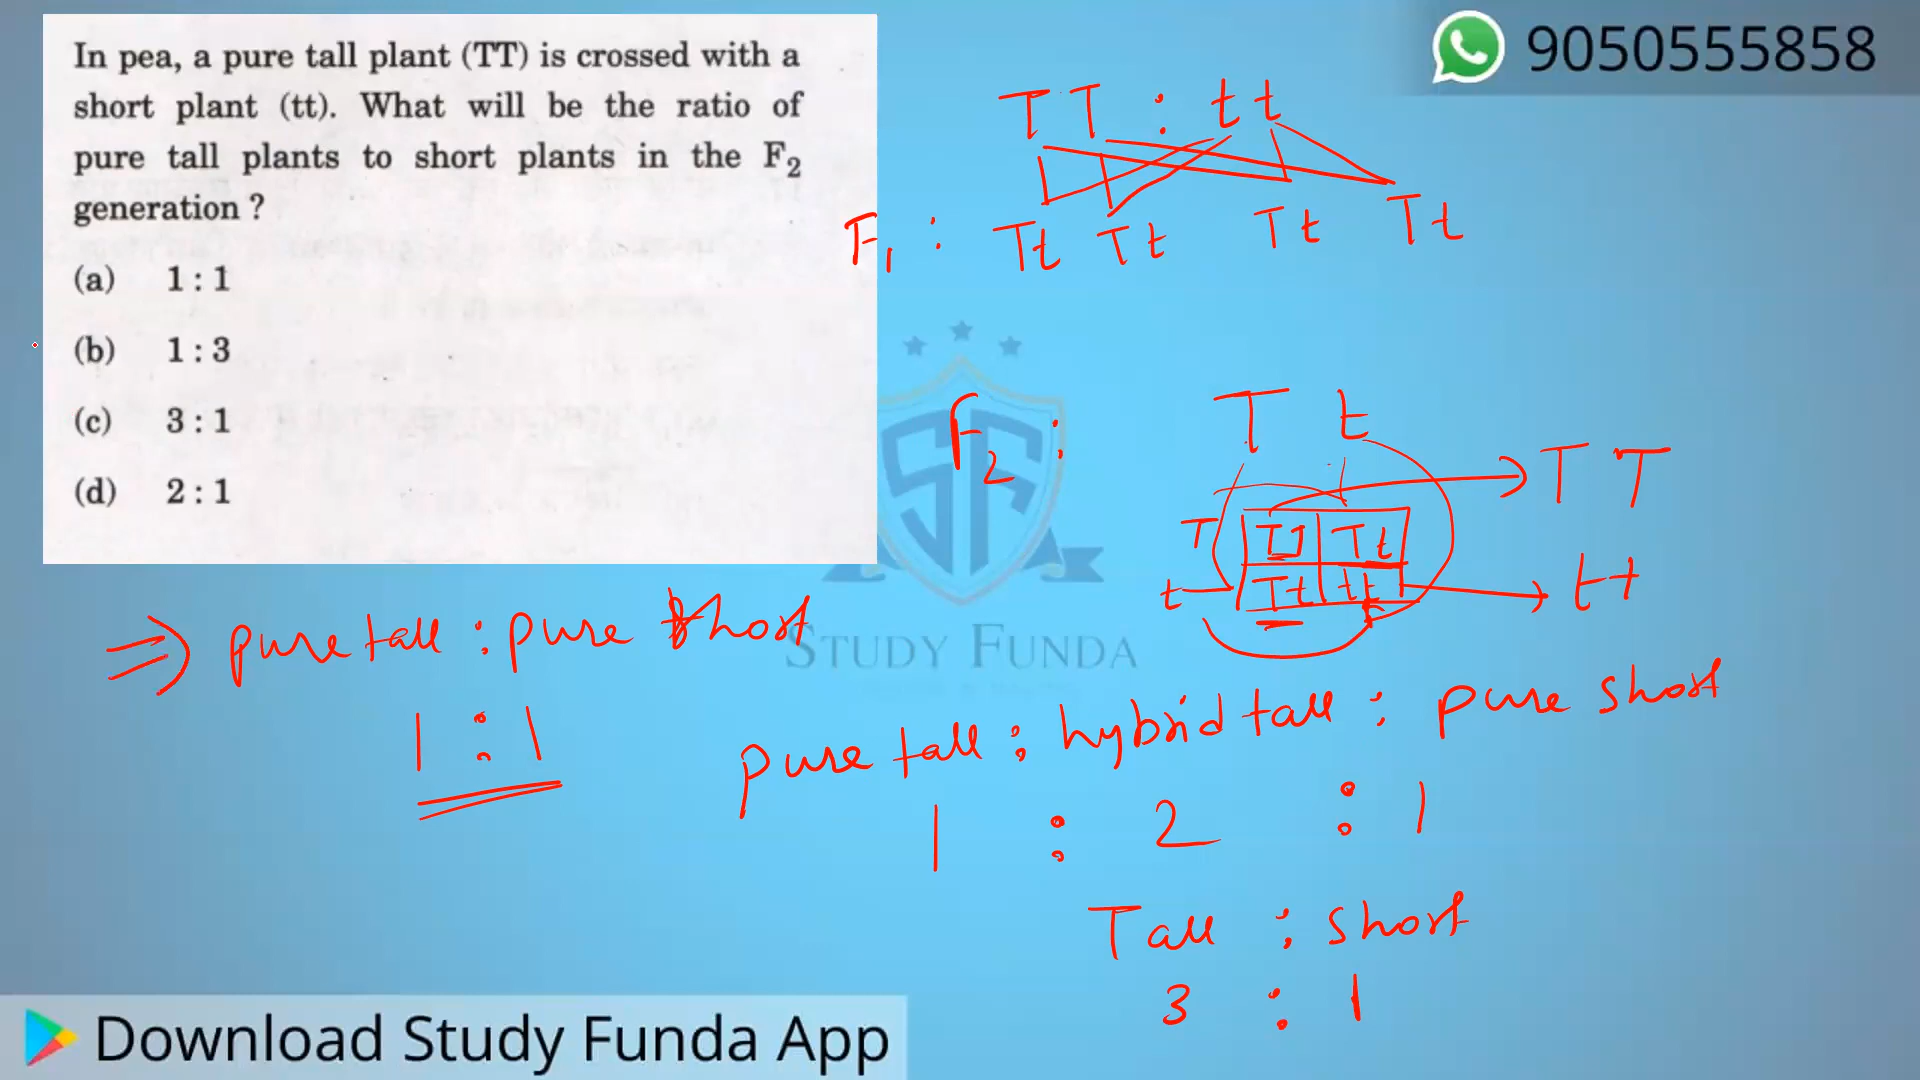 In pea, a pure tall plant (TT) is crossed with a
short plant (tt). What will be the ratio of
pure tall plants to short plants in the F₂
generation ?
(a) 1 : 1
(b) 1 : 3
(c) 3 : 1
(d) 2 : 1
9050555858
T T : t t
F₁ : Tt Tt Tt Tt
F₂ :
T t
T TT Tt
t Tt tt
T T
tt
STUDY FUNDA
⇒ pure tall : pure short
1 : 1
pure tall : hybrid tall : pure short
1 : 2 : 1
Tall : short
3 : 1
Download Study Funda App